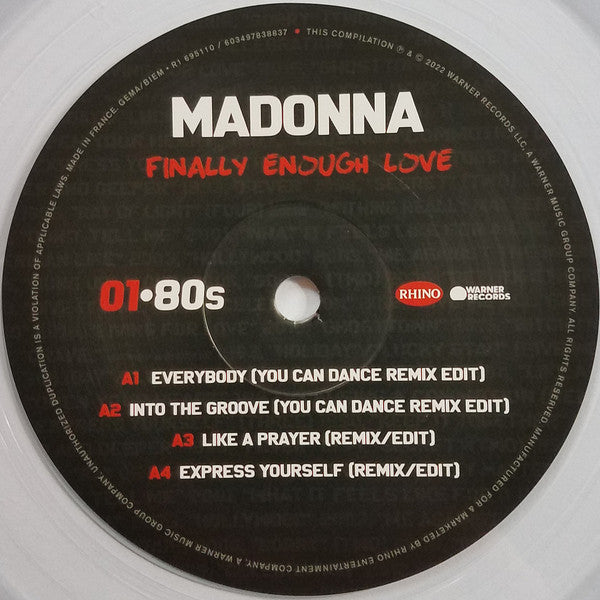 MADE IN FRANCE. GEMA/BIEM • R1 695110 / 603497838837 • THIS COMPILATION ℗ & © 2022 WARNER RECORDS LLC, A WARNER MUSIC GROUP COMPANY. ALL RIGHTS RESERVED. MANUFACTURED FOR & MARKETED BY RHINO ENTERTAINMENT COMPANY, A WARNER MUSIC GROUP COMPANY. UNAUTHORIZED DUPLICATION IS A VIOLATION OF APPLICABLE LAWS.
MADONNA
FINALLY ENOUGH LOVE
01•80s
RHINO
WARNER
RECORDS
A1 EVERYBODY (YOU CAN DANCE REMIX EDIT)
A2 INTO THE GROOVE (YOU CAN DANCE REMIX EDIT)
A3 LIKE A PRAYER (REMIX/EDIT)
A4 EXPRESS YOURSELF (REMIX/EDIT)